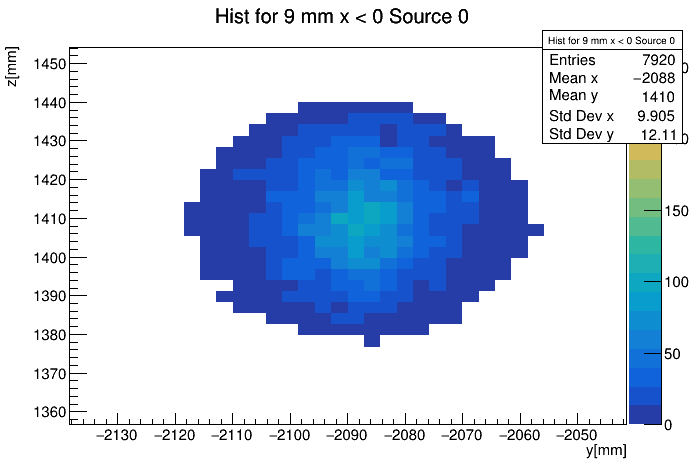 Hist for 9 mm x < 0 Source 0
z[mm]
Hist for 9 mm x < 0 Source 0
Entries 7920
Mean x −2088
Mean y 1410
Std Dev x 9.905
Std Dev y 12.11
1450
1440
1430
1420
1410
1400
1390
1380
1370
1360
0
0
150
100
50
0
−2130 −2120 −2110 −2100 −2090 −2080 −2070 −2060 −2050
y[mm]